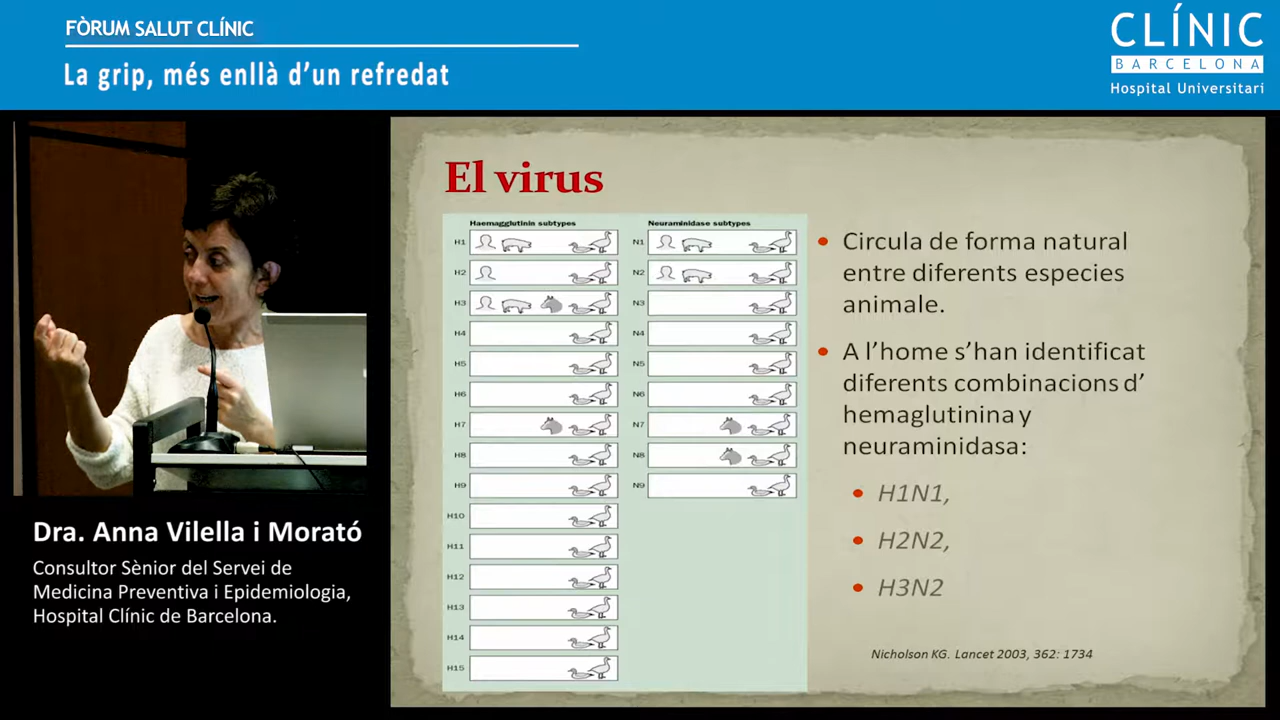 FÒRUM SALUT CLÍNIC
La grip, més enllà d'un refredat
CLÍNIC
BARCELONA
Hospital Universitari
El virus
Haemagglutinin subtypes
H1
H2
H3
H4
H5
H6
H7
H8
H9
H10
H11
H12
H13
H14
H15
Neuraminidase subtypes
N1
N2
N3
N4
N5
N6
N7
N8
N9
• Circula de forma natural
entre diferents especies
animale.
• A l'home s'han identificat
diferents combinacions d'
hemaglutinina y
neuraminidasa:
• H1N1,
• H2N2,
• H3N2
Nicholson KG. Lancet 2003, 362: 1734
Dra. Anna Vilella i Morató
Consultor Sènior del Servei de
Medicina Preventiva i Epidemiologia,
Hospital Clínic de Barcelona.